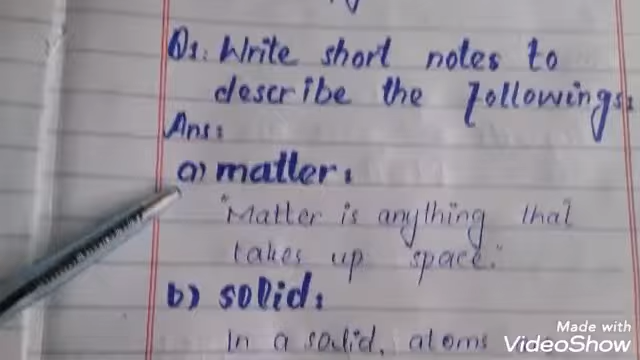 Q1: Write short notes to
describe the followings:
Ans:
a) matter:
"Matter is anything that
takes up space."
b) solid:
In a solid, atoms
Made with
VideoShow